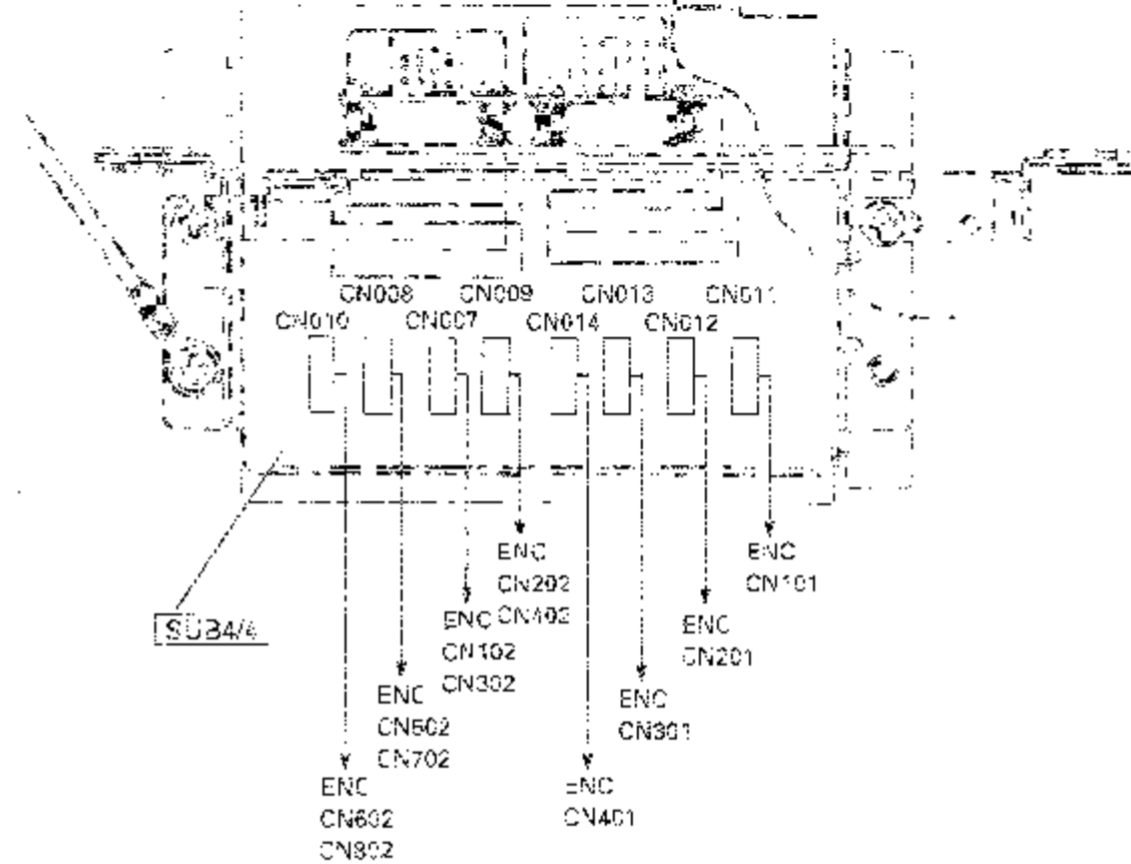 CN008 CN009 CN013 CN011
CN010 CN007 CN014 CN012
ENC
CN202
CN402
ENC
CN101
ENC
CN102
CN302
ENC
CN201
SUB4/4
ENC
CN502
CN702
ENC
CN301
ENC
CN602
CN802
ENC
CN401